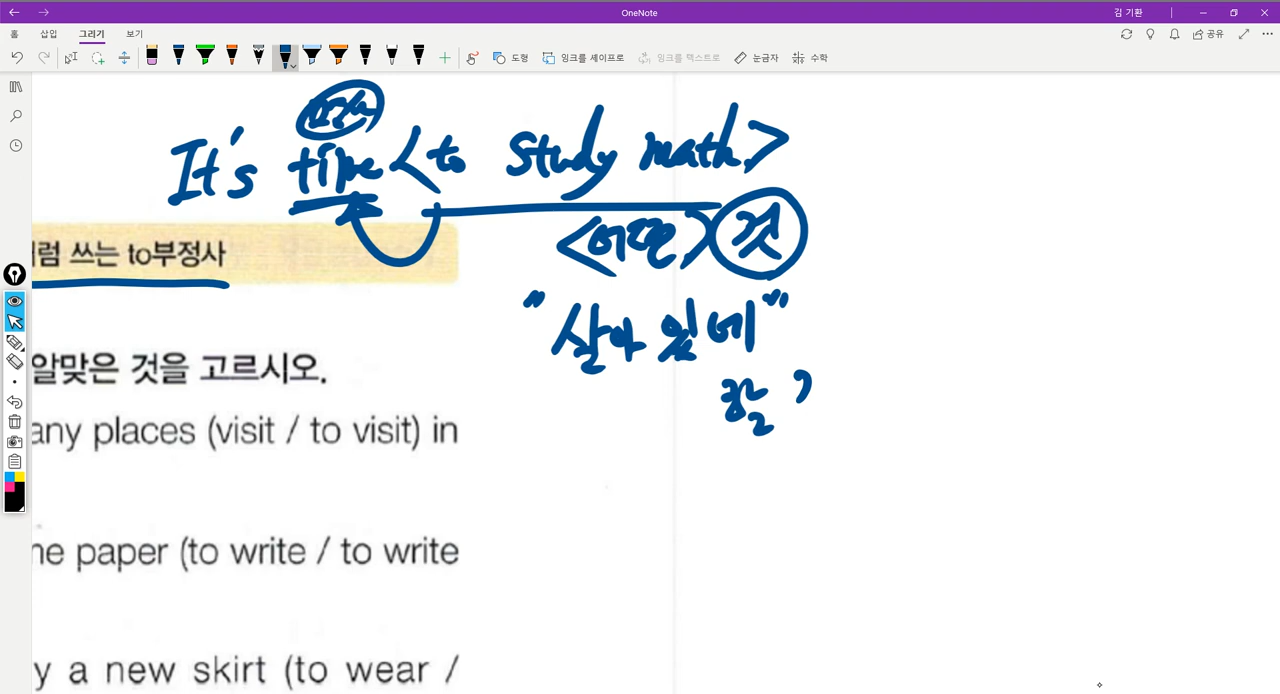 OneNote
김 기환
홈 삽입 그리기 보기
공유
도형 잉크를 셰이프로 잉크를 텍스트로 눈금자 수학
It's time <to study math>
럼 쓰는 to부정사
것
"살아 있네"
할,
알맞은 것을 고르시오.
any places (visit / to visit) in
he paper (to write / to write
y a new skirt (to wear /